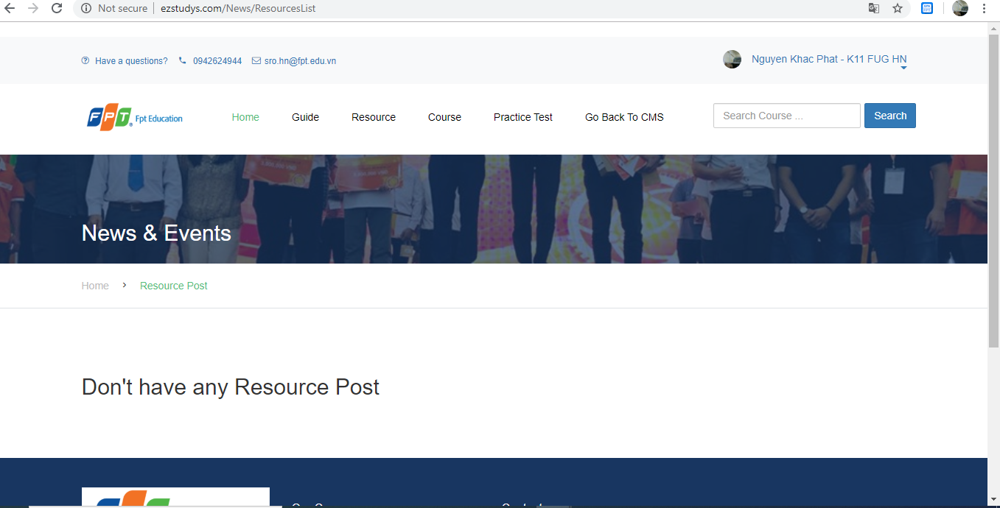 Not secure | ezstudys.com/News/ResourcesList
Have a questions? 0942624944 sro.hn@fpt.edu.vn
Nguyen Khac Phat - K11 FUG HN
FPT Fpt Education
Home Guide Resource Course Practice Test Go Back To CMS
Search Course ... Search
News & Events
Home > Resource Post
Don't have any Resource Post